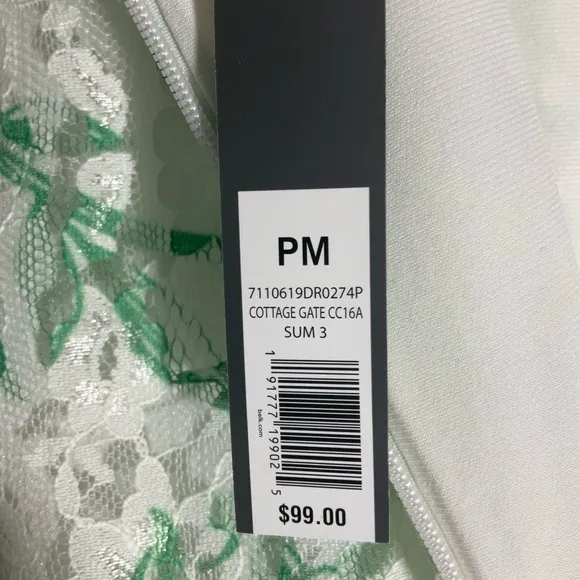 PM
7110619DR0274P
COTTAGE GATE CC16A
SUM 3
1 91777 19902 5
belk.com
$99.00